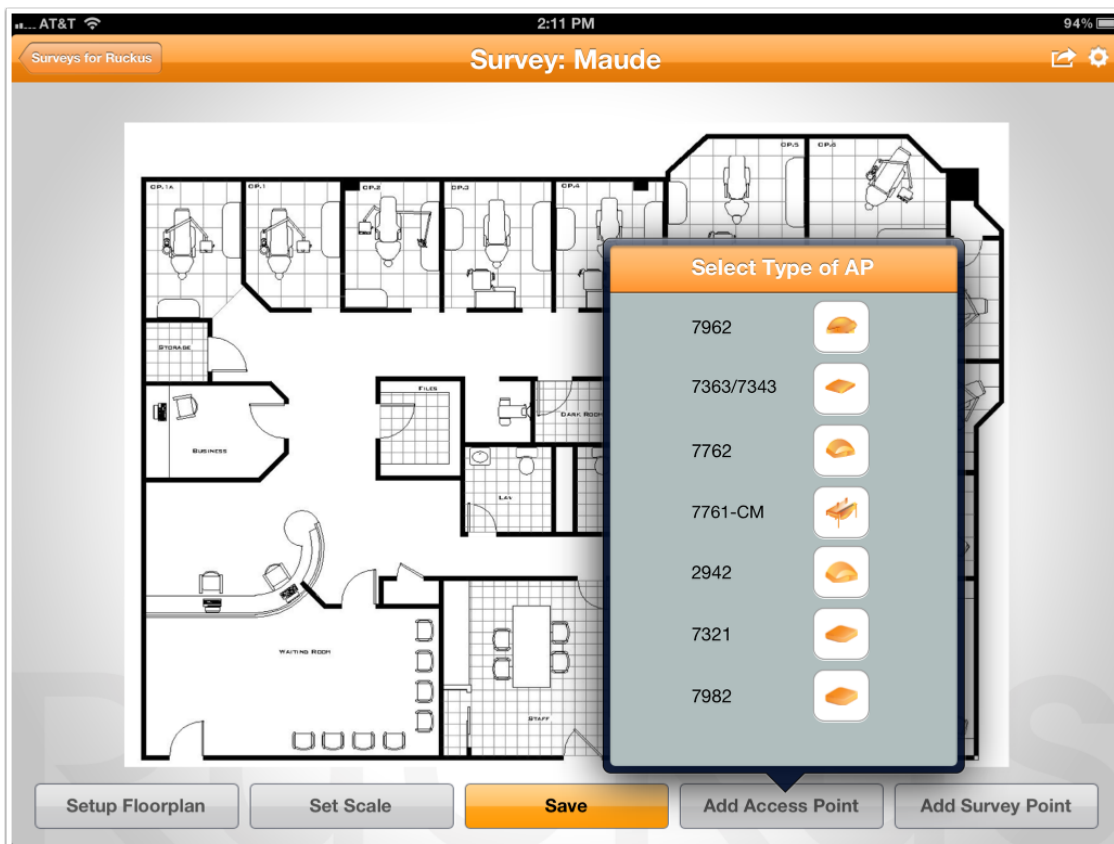 AT&T 2:11 PM 94%
Surveys for Ruckus Survey: Maude
OP.1A OP.1 OP.2 OP.3 OP.4 OP.5 OP.6
Select Type of AP
7962
STORAGE
7363/7343
FILES
DARK ROOM
BUSINESS
7762
LAV
7761-CM
2942
7321
WAITING ROOM
7982
STAFF
Setup Floorplan Set Scale Save Add Access Point Add Survey Point